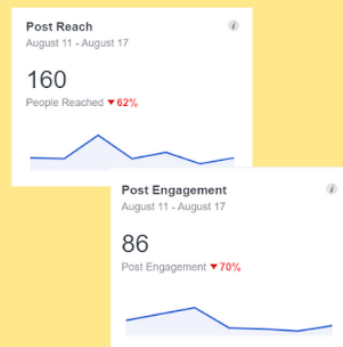 Post Reach
August 11 - August 17
160
People Reached ▼62%
Post Engagement
August 11 - August 17
86
Post Engagement ▼70%